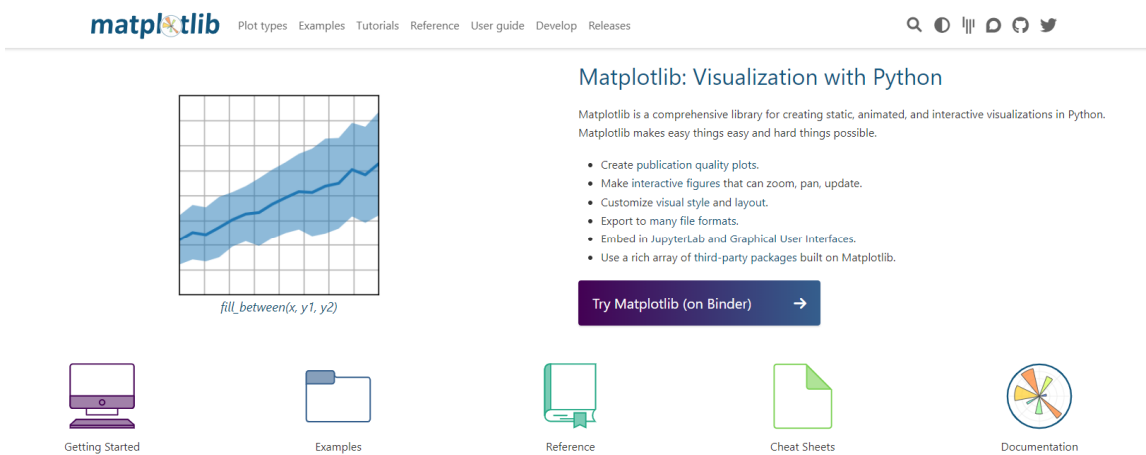 matplotlib
Plot types Examples Tutorials Reference User guide Develop Releases
Matplotlib: Visualization with Python
Matplotlib is a comprehensive library for creating static, animated, and interactive visualizations in Python.
Matplotlib makes easy things easy and hard things possible.
• Create publication quality plots.
• Make interactive figures that can zoom, pan, update.
• Customize visual style and layout.
• Export to many file formats.
• Embed in JupyterLab and Graphical User Interfaces.
• Use a rich array of third-party packages built on Matplotlib.
fill_between(x, y1, y2)
Try Matplotlib (on Binder)
Getting Started
Examples
Reference
Cheat Sheets
Documentation